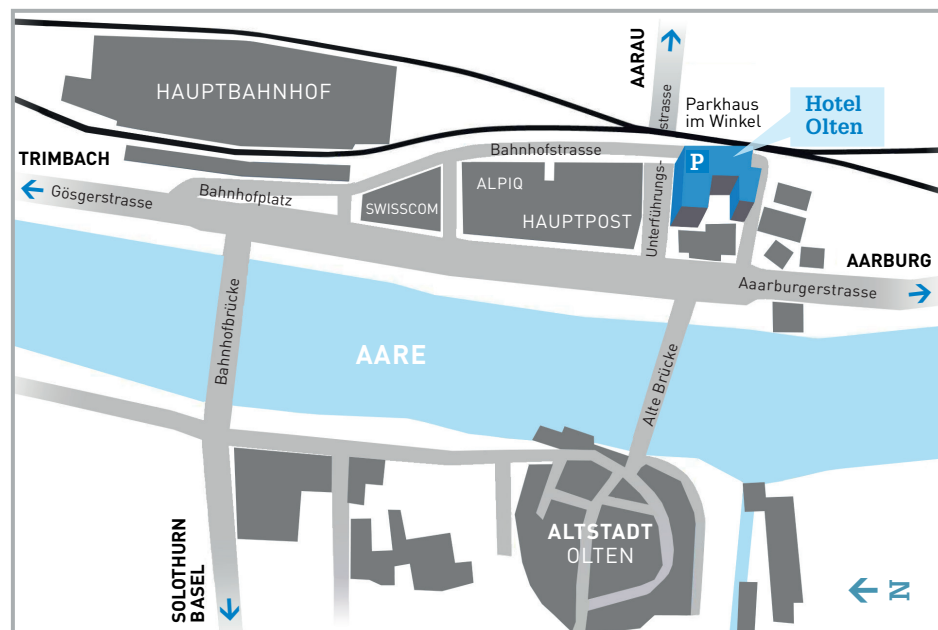 AARAU
HAUPTBAHNHOF
Parkhaus
im Winkel
Hotel
Olten
strasse
Bahnhofstrasse
TRIMBACH
P
ALPIQ
Gösgerstrasse
Bahnhofplatz
SWISSCOM
HAUPTPOST
Unterführungs-
AARBURG
Aaarburgerstrasse
Bahnhofbrücke
AARE
Alte Brücke
ALTSTADT
OLTEN
SOLOTHURN
BASEL
N